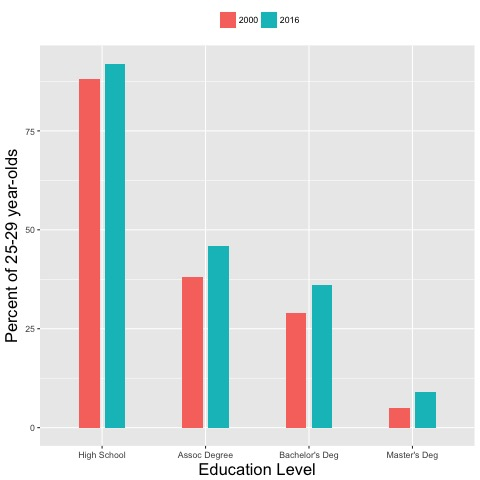 2000 2016
Percent of 25-29 year-olds
75
50
25
0
High School Assoc Degree Bachelor's Deg Master's Deg
Education Level